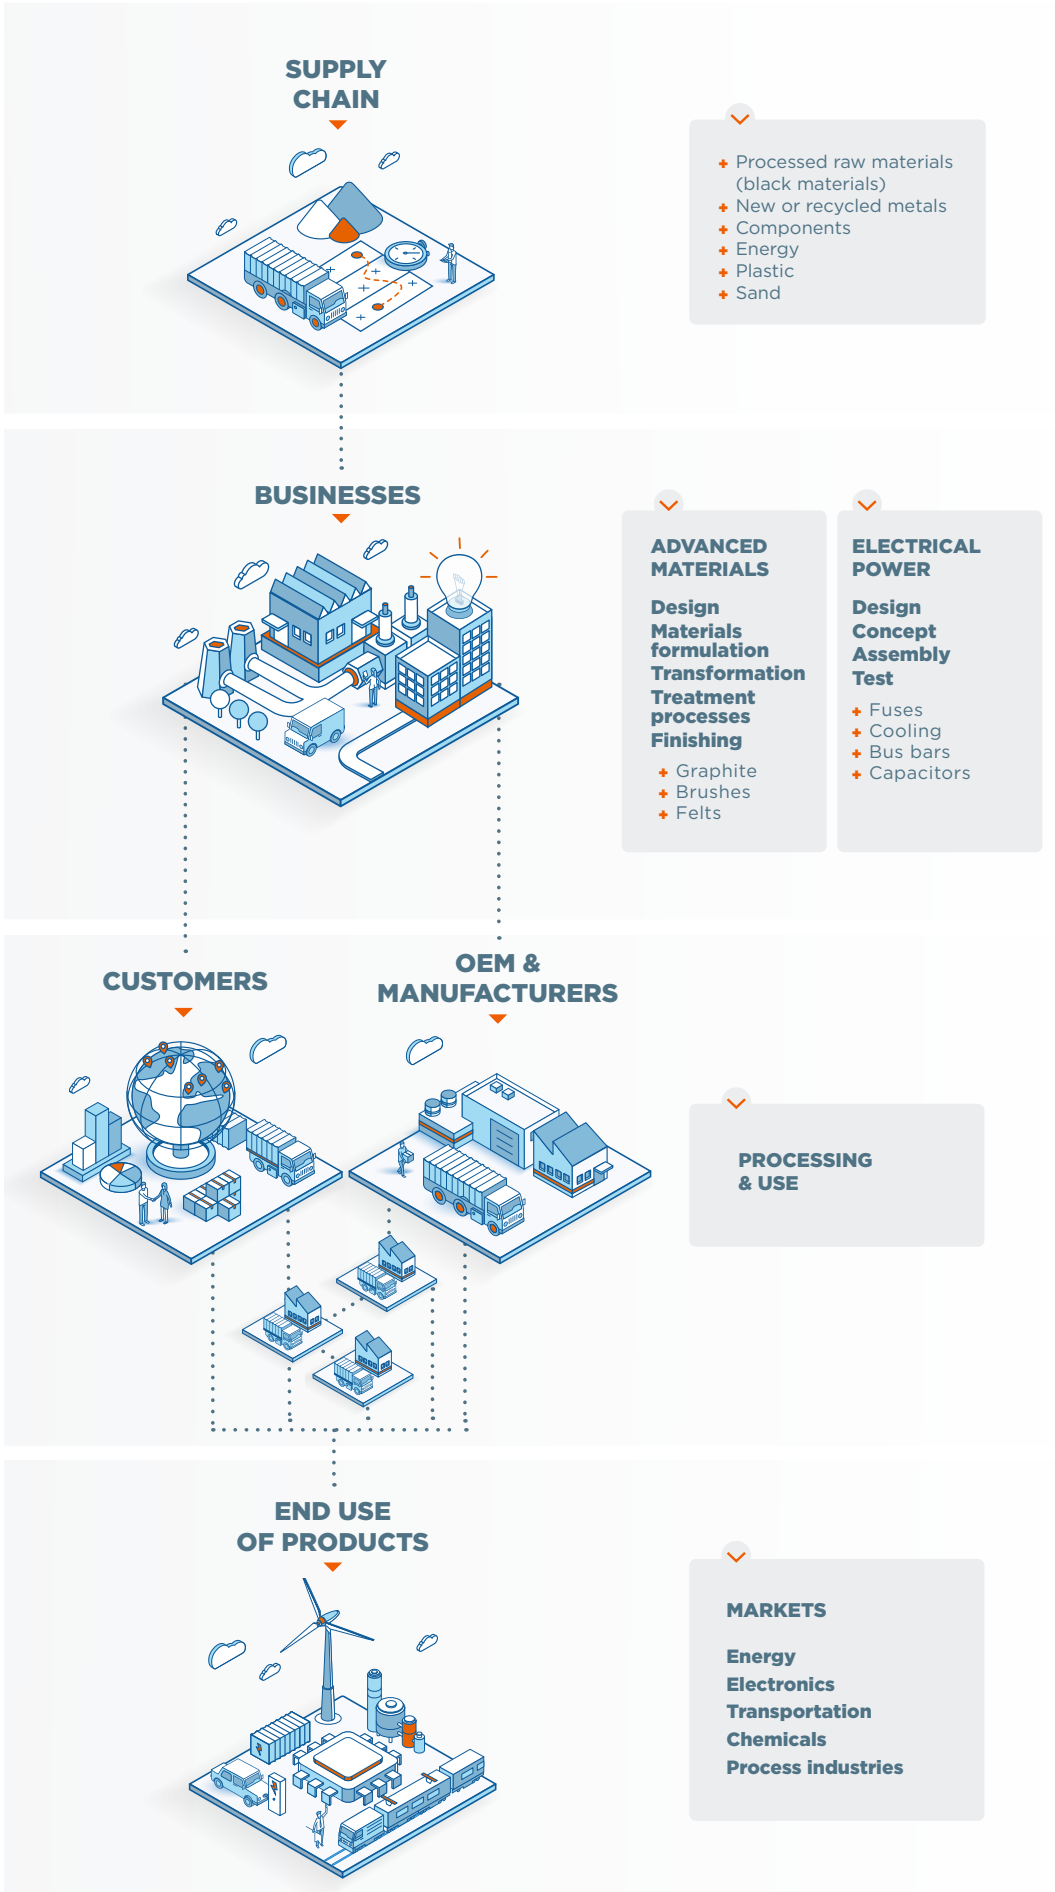 SUPPLY
CHAIN
Processed raw materials
(black materials)
New or recycled metals
Components
Energy
Plastic
Sand
BUSINESSES
ADVANCED
MATERIALS
Design
Materials
formulation
Transformation
Treatment
processes
Finishing
Graphite
Brushes
Felts
ELECTRICAL
POWER
Design
Concept
Assembly
Test
Fuses
Cooling
Bus bars
Capacitors
CUSTOMERS
OEM &
MANUFACTURERS
PROCESSING
& USE
END USE
OF PRODUCTS
MARKETS
Energy
Electronics
Transportation
Chemicals
Process industries